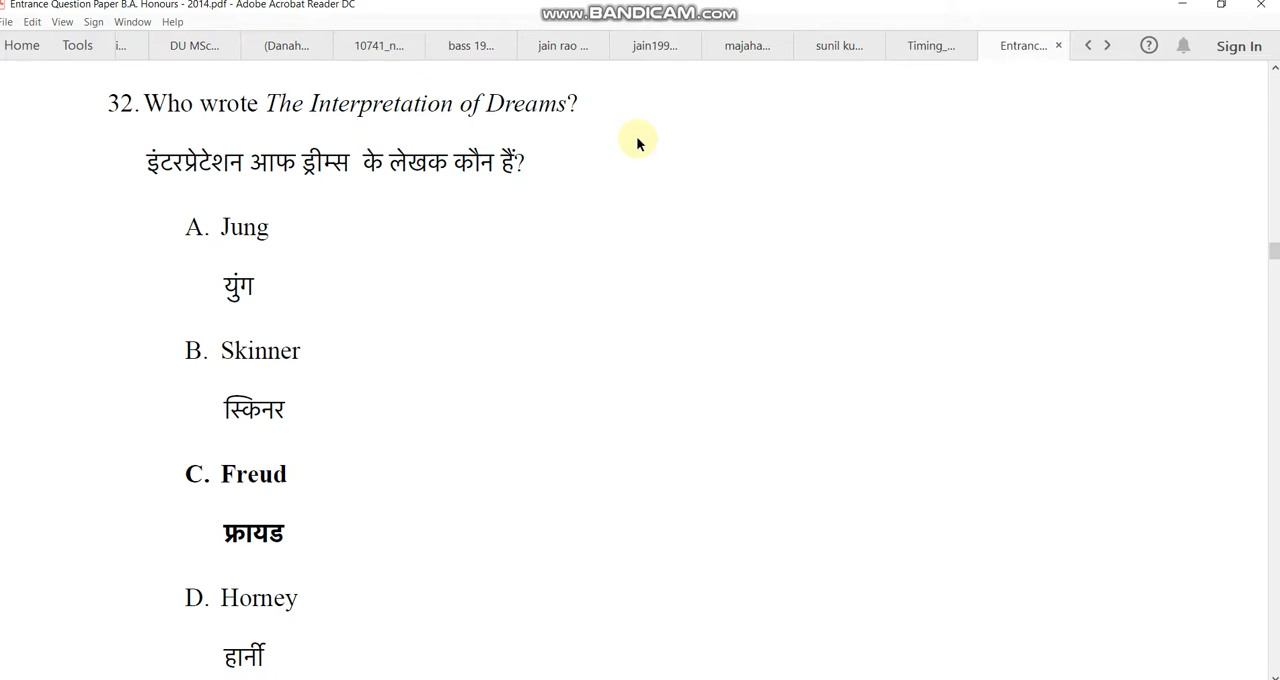 Entrance Question Paper B.A. Honours - 2014.pdf - Adobe Acrobat Reader DC
www.BANDICAM.com
File Edit View Sign Window Help
Home Tools i... DU MSc... (Danah... 10741_n... bass 19... jain rao ... jain199... majaha... sunil ku... Timing_... Entranc... × Sign In
32. Who wrote The Interpretation of Dreams?
इंटरप्रेटेशन आफ ड्रीम्स के लेखक कौन हैं?
A. Jung
युंग
B. Skinner
स्किनर
C. Freud
फ्रायड
D. Horney
हार्नी